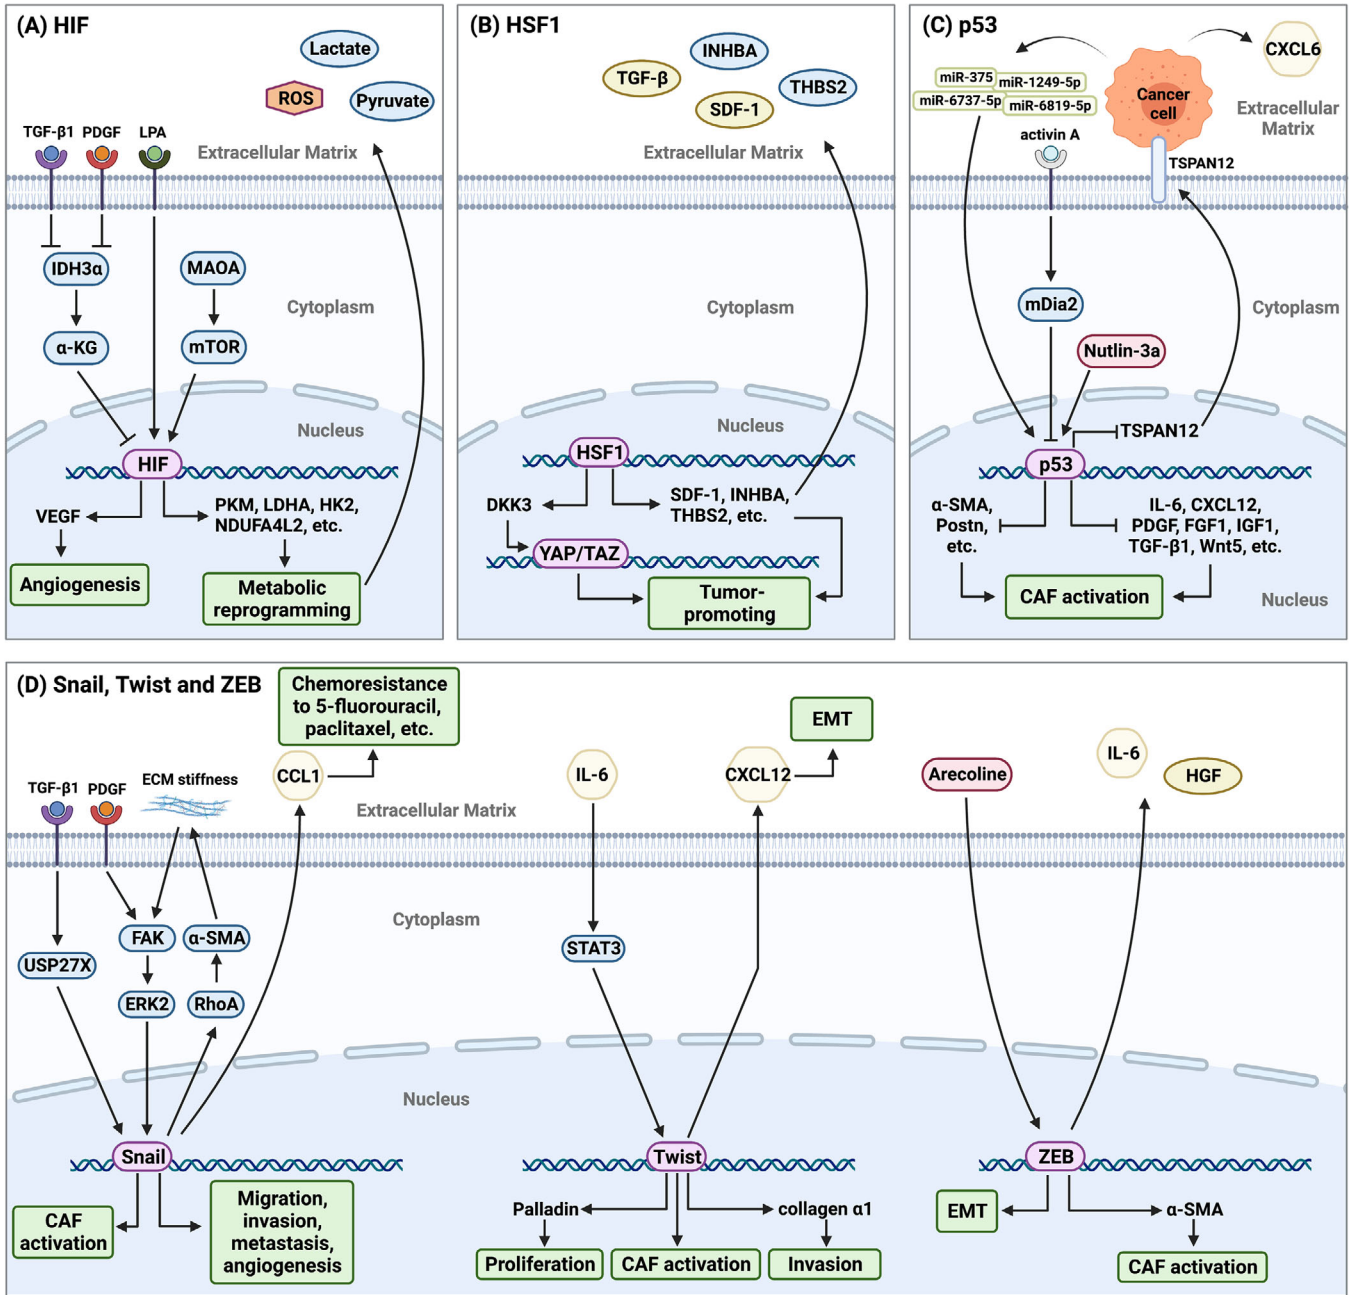 (A) HIF
Lactate
ROS
Pyruvate
TGF-β1
PDGF
LPA
Extracellular Matrix
IDH3α
MAOA
Cytoplasm
α-KG
mTOR
Nucleus
HIF
VEGF
PKM, LDHA, HK2,
NDUFA4L2, etc.
Angiogenesis
Metabolic
reprogramming
(B) HSF1
INHBA
TGF-β
THBS2
SDF-1
Extracellular Matrix
Cytoplasm
Nucleus
HSF1
DKK3
SDF-1, INHBA,
THBS2, etc.
YAP/TAZ
Tumor-
promoting
(C) p53
CXCL6
miR-375
miR-1249-5p
miR-6737-5p
miR-6819-5p
Cancer
cell
Extracellular
Matrix
activin A
TSPAN12
mDia2
Cytoplasm
Nutlin-3a
TSPAN12
p53
α-SMA,
Postn,
etc.
IL-6, CXCL12,
PDGF, FGF1, IGF1,
TGF-β1, Wnt5, etc.
CAF activation
Nucleus
(D) Snail, Twist and ZEB
Chemoresistance
to 5-fluorouracil,
paclitaxel, etc.
EMT
TGF-β1
PDGF
ECM stiffness
CCL1
IL-6
CXCL12
Arecoline
IL-6
HGF
Extracellular Matrix
Cytoplasm
FAK
α-SMA
USP27X
STAT3
ERK2
RhoA
Nucleus
Snail
Twist
ZEB
CAF
activation
Migration,
invasion,
metastasis,
angiogenesis
Palladin
collagen α1
Proliferation
CAF activation
Invasion
EMT
α-SMA
CAF activation